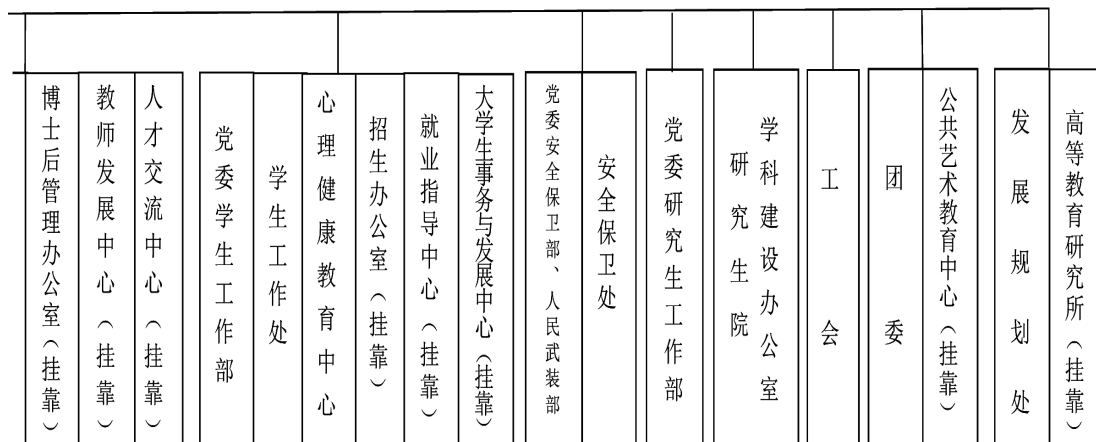 博士后管理办公室（挂靠）
教师发展中心（挂靠）
人才交流中心（挂靠）
党委学生工作部
学生工作处
心理健康教育中心
招生办公室（挂靠）
就业指导中心（挂靠）
大学生事务与发展中心（挂靠）
党委安全保卫部、人民武装部
安全保卫处
党委研究生工作部
研究生院
学科建设办公室
工会
团委
公共艺术教育中心（挂靠）
发展规划处
高等教育研究所（挂靠）